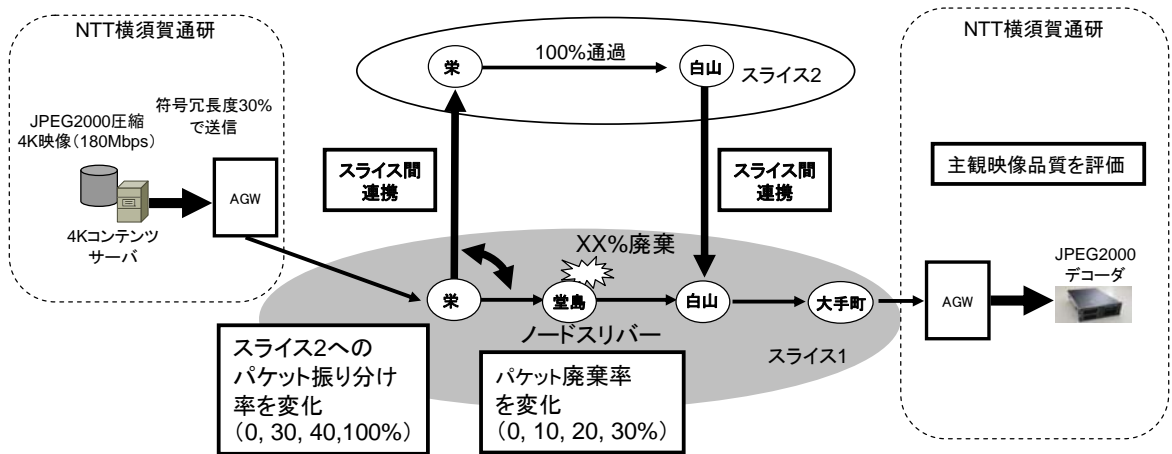 NTT横須賀通研
符号冗長度30%
で送信
JPEG2000圧縮
4K映像（180Mbps）
AGW
4Kコンテンツ
サーバ
栄
100%通過
白山
スライス2
スライス間
連携
スライス間
連携
XX%廃棄
栄
堂島
白山
大手町
ノードスリバー
スライス1
スライス2への
パケット振り分け
率を変化
（0, 30, 40,100%）
パケット廃棄率
を変化
（0, 10, 20, 30%）
NTT横須賀通研
主観映像品質を評価
AGW
JPEG2000
デコーダ